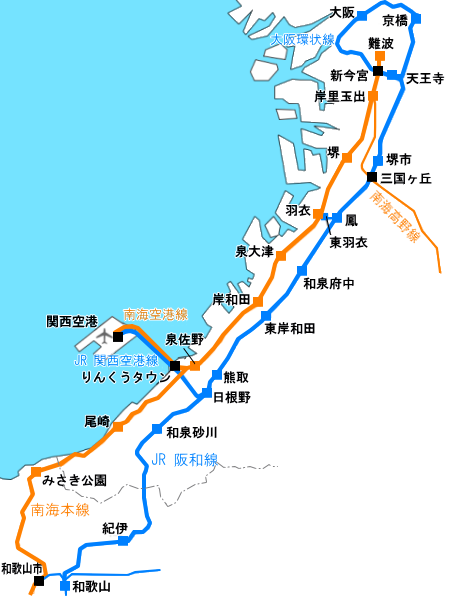 大阪
京橋
大阪環状線
難波
新今宮
天王寺
岸里玉出
堺
堺市
三国ヶ丘
南海高野線
羽衣
鳳
東羽衣
泉大津
和泉府中
岸和田
南海空港線
関西空港
東岸和田
泉佐野
JR 関西空港線
りんくうタウン
熊取
日根野
尾崎
和泉砂川
JR 阪和線
みさき公園
南海本線
紀伊
和歌山市
和歌山